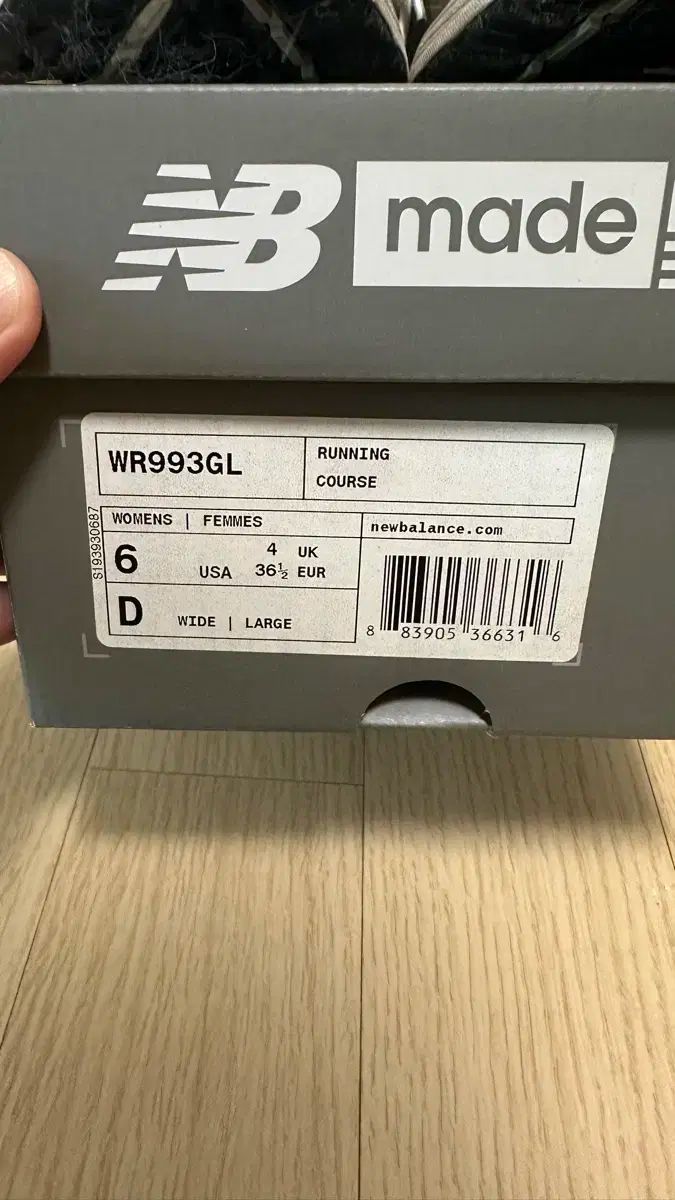 NB made
WR993GL
RUNNING
COURSE
S193930687
WOMENS | FEMMES
newbalance.com
6 USA 4 UK
36½ EUR
D WIDE | LARGE
8 83905 36631 6